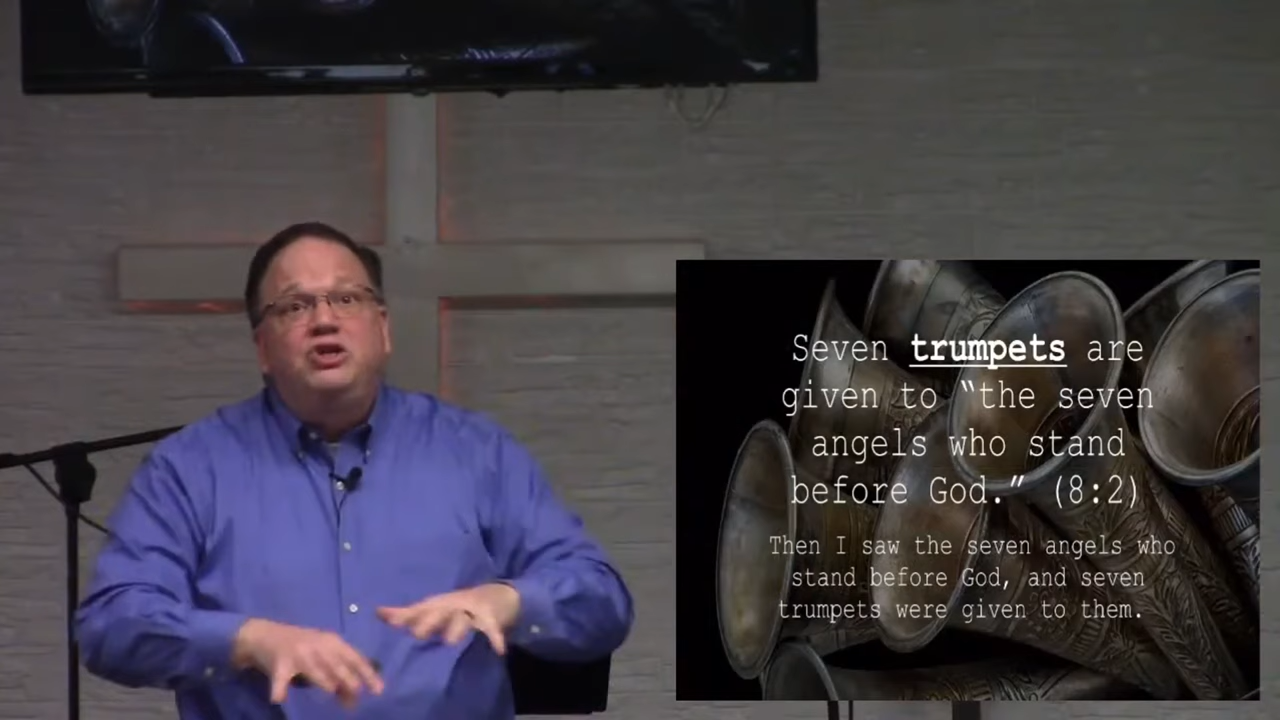 Seven trumpets are
given to “the seven
angels who stand
before God.” (8:2)
Then I saw the seven angels who
stand before God, and seven
trumpets were given to them.